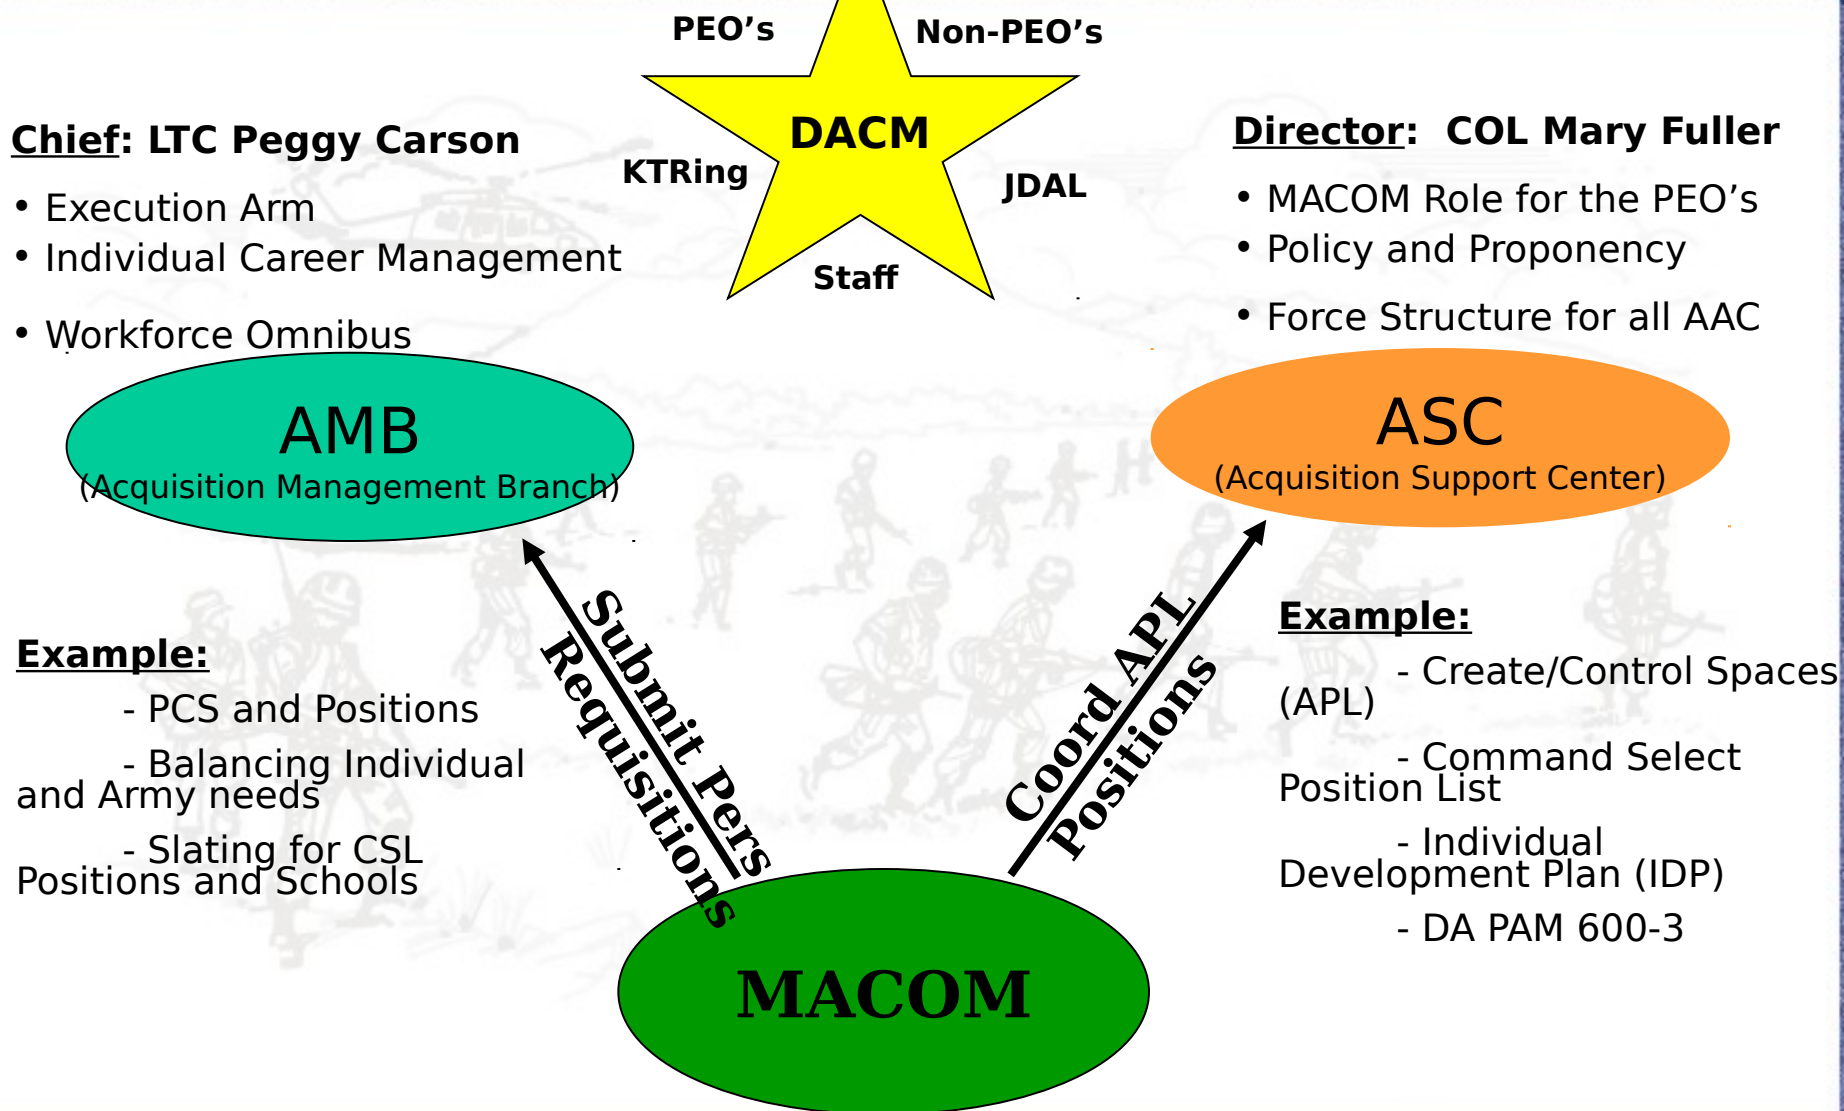 PEO’s
Non-PEO’s
DACM
KTRing
JDAL
Staff
Chief: LTC Peggy Carson
• Execution Arm
• Individual Career Management
• Workforce Omnibus
AMB
(Acquisition Management Branch)
Director:  COL Mary Fuller
• MACOM Role for the PEO’s
• Policy and Proponency
• Force Structure for all AAC
ASC
(Acquisition Support Center)
Example:
- PCS and Positions
- Balancing Individual
and Army needs
- Slating for CSL
Positions and Schools
Submit Pers
Requisitions
Coord APL
Positions
Example:
- Create/Control Spaces
(APL)
- Command Select
Position List
- Individual
Development Plan (IDP)
- DA PAM 600-3
MACOM